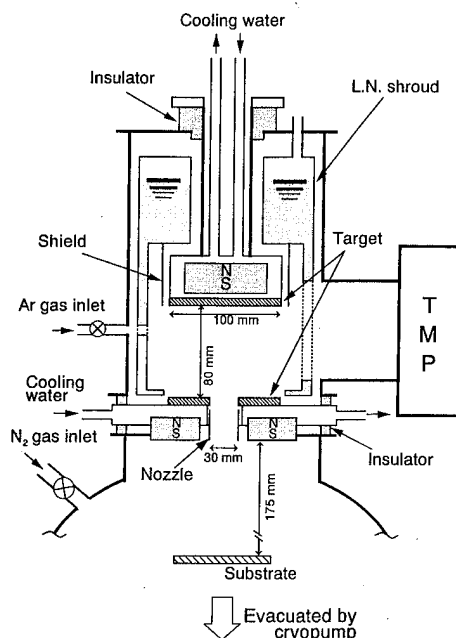 Cooling water
Insulator
L.N. shroud
Shield
Target
N
S
100 mm
Ar gas inlet
80 mm
T
M
P
Cooling
water
N
S
N
S
N₂ gas inlet
Nozzle
30 mm
Insulator
175 mm
Substrate
Evacuated by
cryopump